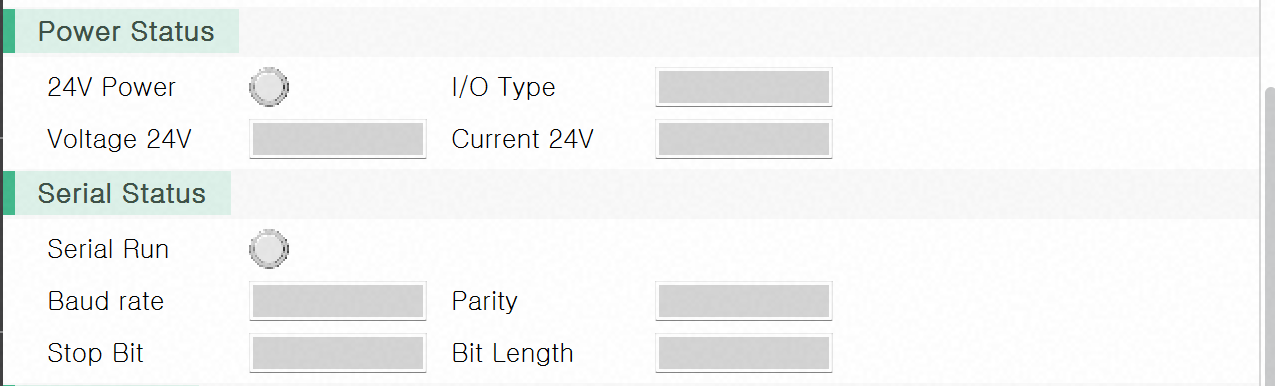 Power Status
24V Power I/O Type
Voltage 24V Current 24V
Serial Status
Serial Run
Baud rate Parity
Stop Bit Bit Length